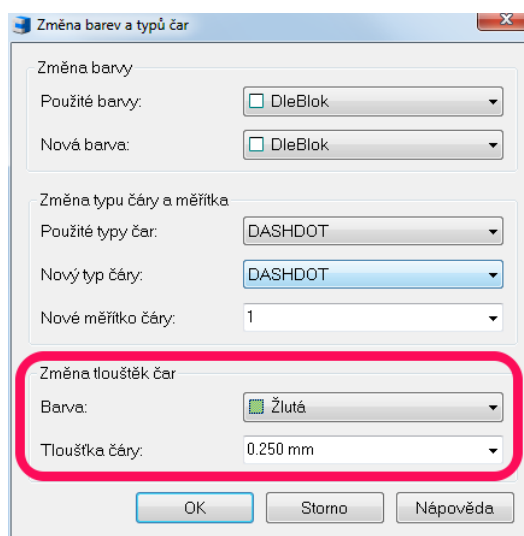 Změna barev a typů čar
Změna barvy
Použité barvy: DleBlok
Nová barva: DleBlok
Změna typu čáry a měřítka
Použité typy čar: DASHDOT
Nový typ čáry: DASHDOT
Nové měřítko čáry: 1
Změna tlouštěk čar
Barva: Žlutá
Tloušťka čáry: 0.250 mm
OK Storno Nápověda